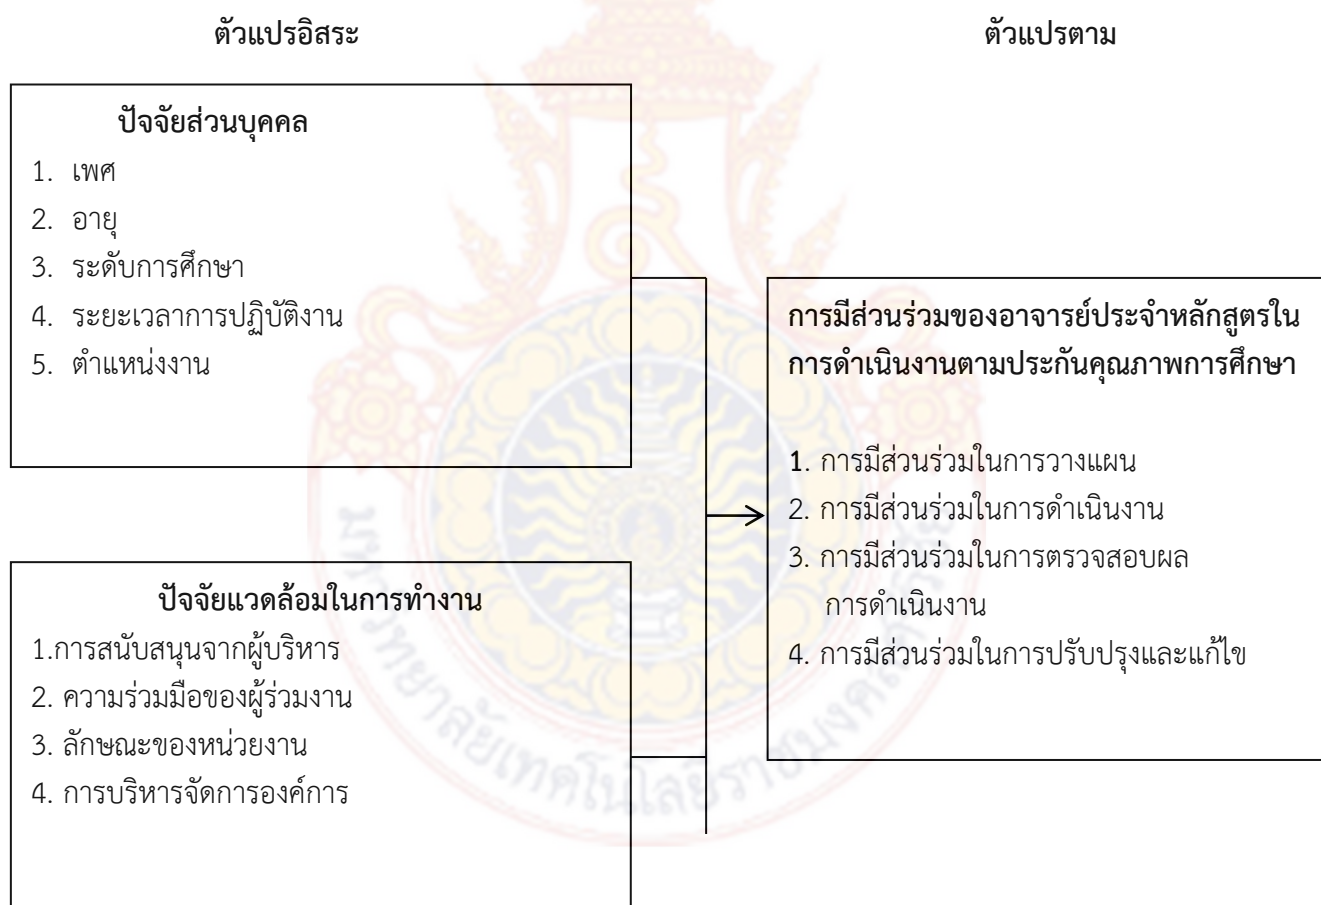 ตัวแปรอิสระ
ตัวแปรตาม
ปัจจัยส่วนบุคคล
1. เพศ
2. อายุ
3. ระดับการศึกษา
4. ระยะเวลาการปฏิบัติงาน
5. ตำแหน่งงาน
ปัจจัยแวดล้อมในการทำงาน
1.การสนับสนุนจากผู้บริหาร
2. ความร่วมมือของผู้ร่วมงาน
3. ลักษณะของหน่วยงาน
4. การบริหารจัดการองค์การ
การมีส่วนร่วมของอาจารย์ประจำหลักสูตรใน
การดำเนินงานตามประกันคุณภาพการศึกษา
1. การมีส่วนร่วมในการวางแผน
2. การมีส่วนร่วมในการดำเนินงาน
3. การมีส่วนร่วมในการตรวจสอบผล
การดำเนินงาน
4. การมีส่วนร่วมในการปรับปรุงและแก้ไข